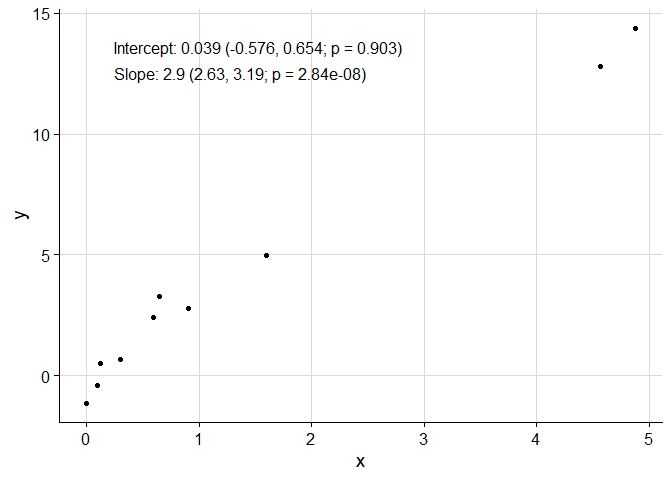 15
Intercept: 0.039 (-0.576, 0.654; p = 0.903)
Slope: 2.9 (2.63, 3.19; p = 2.84e-08)
10
y
5
0
0 1 2 3 4 5
x